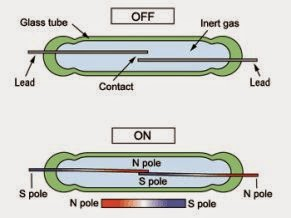 OFF
Glass tube
Inert gas
Lead
Contact
Lead
ON
N pole
S pole
S pole
N pole
N pole
S pole